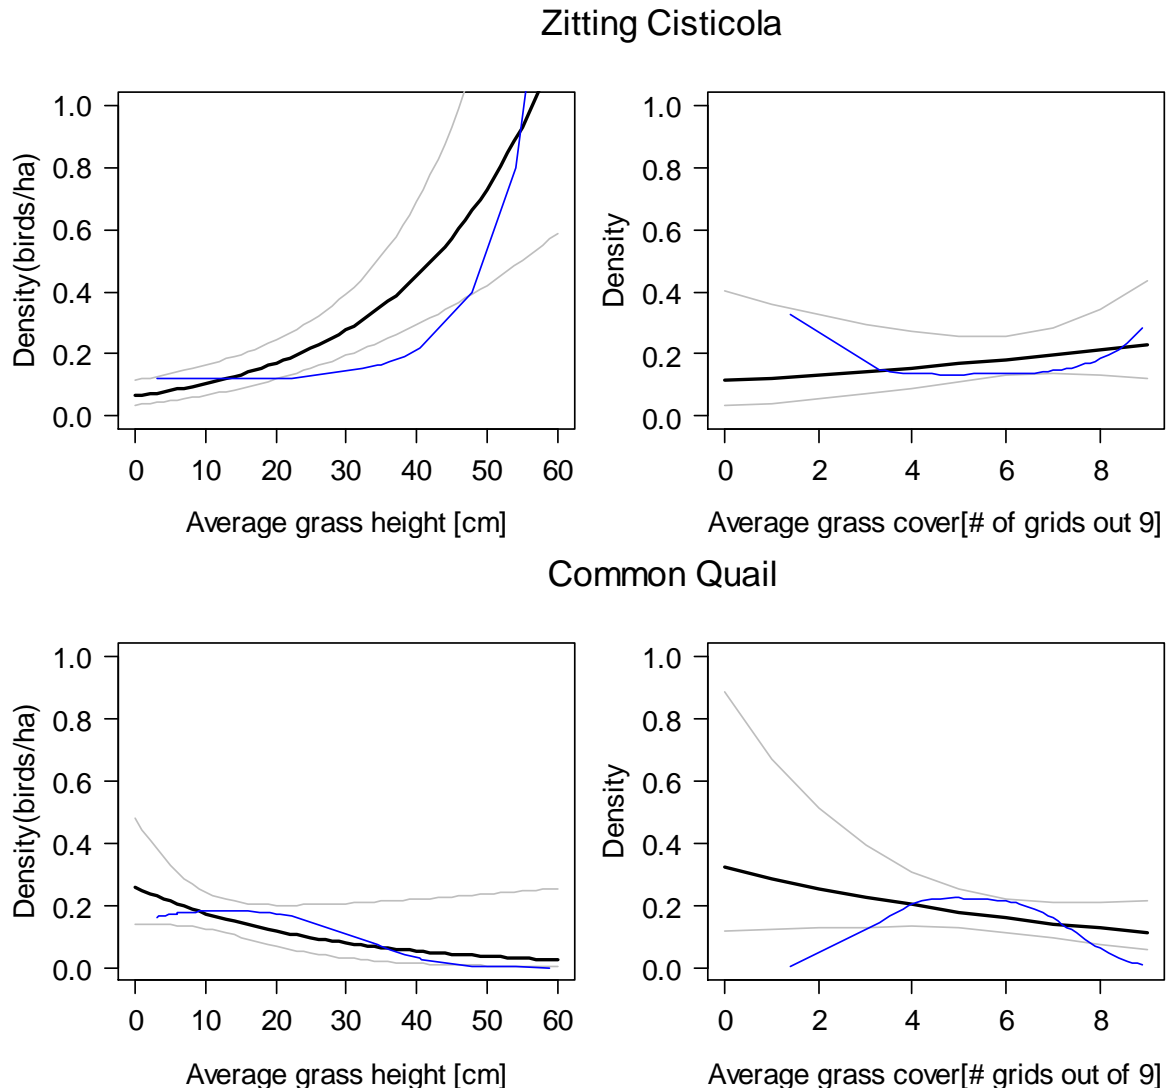 Zitting Cisticola
Density(birds/ha)
1.0
0.8
0.6
0.4
0.2
0.0
0 10 20 30 40 50 60
Average grass height [cm]
Density
1.0
0.8
0.6
0.4
0.2
0.0
0 2 4 6 8
Average grass cover[# of grids out 9]
Common Quail
Density(birds/ha)
1.0
0.8
0.6
0.4
0.2
0.0
0 10 20 30 40 50 60
Average grass height [cm]
Density
1.0
0.8
0.6
0.4
0.2
0.0
0 2 4 6 8
Average grass cover[# grids out of 9]